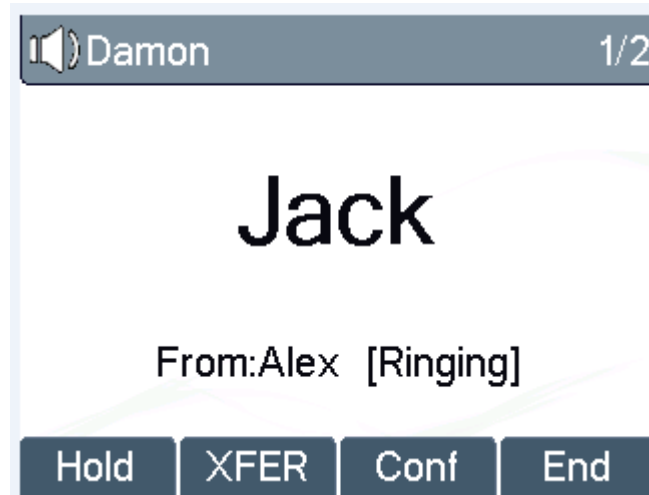 Damon 1/2
Jack
From:Alex [Ringing]
Hold XFER Conf End